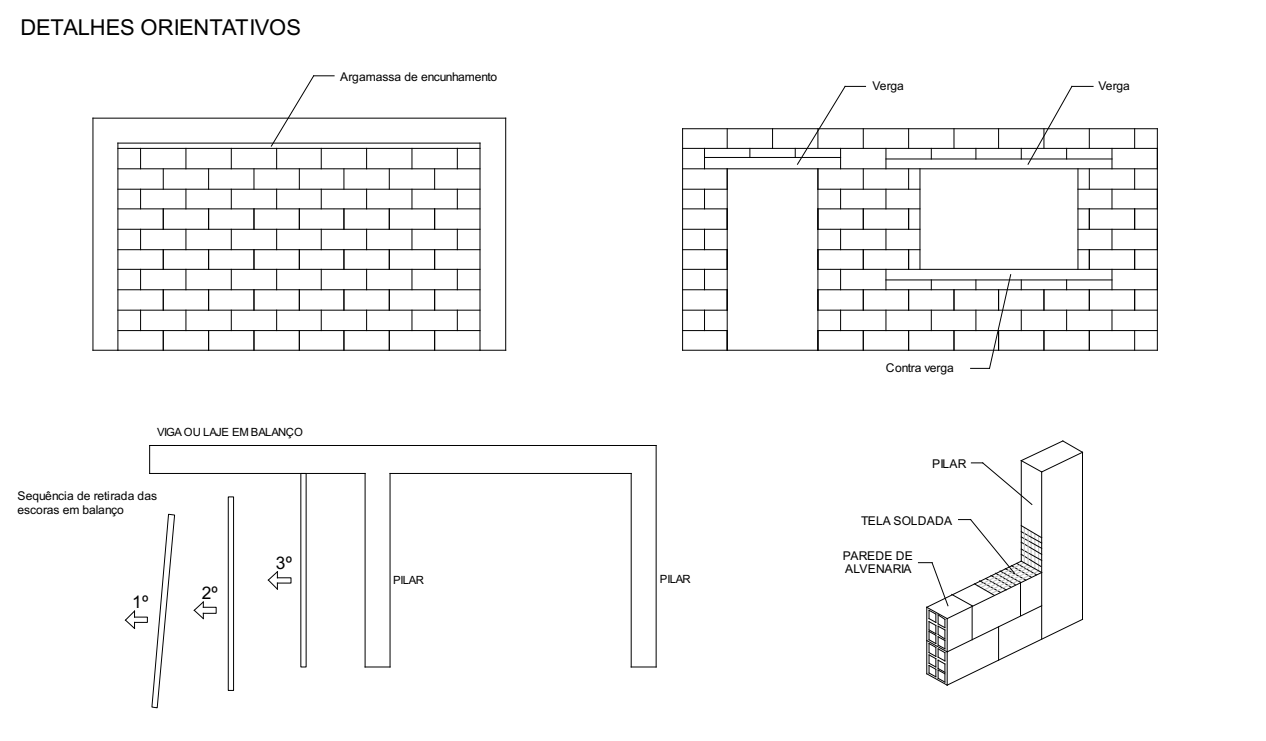 DETALHES ORIENTATIVOS
Argamassa de encunhamento
Verga
Verga
Contra verga
VIGA OU LAJE EM BALANÇO
Sequência de retirada das
escoras em balanço
1º
2º
3º
PILAR
PILAR
PILAR
TELA SOLDADA
PAREDE DE
ALVENARIA